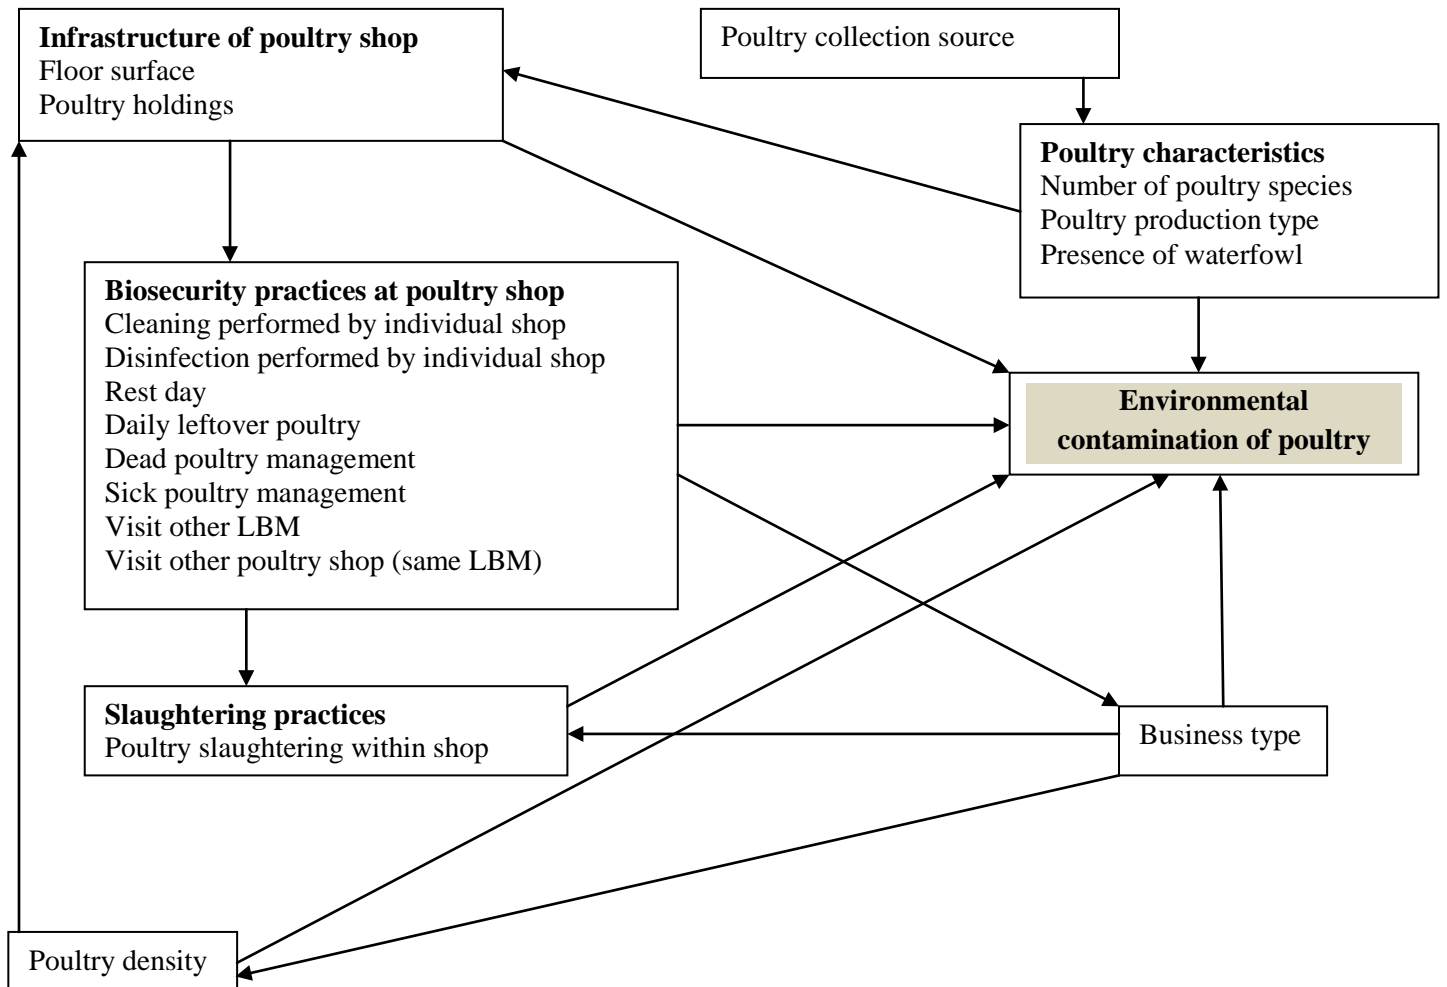 Infrastructure of poultry shop
Floor surface
Poultry holdings
Poultry collection source
Poultry characteristics
Number of poultry species
Poultry production type
Presence of waterfowl
Biosecurity practices at poultry shop
Cleaning performed by individual shop
Disinfection performed by individual shop
Rest day
Daily leftover poultry
Dead poultry management
Sick poultry management
Visit other LBM
Visit other poultry shop (same LBM)
Environmental
contamination of poultry
Slaughtering practices
Poultry slaughtering within shop
Business type
Poultry density